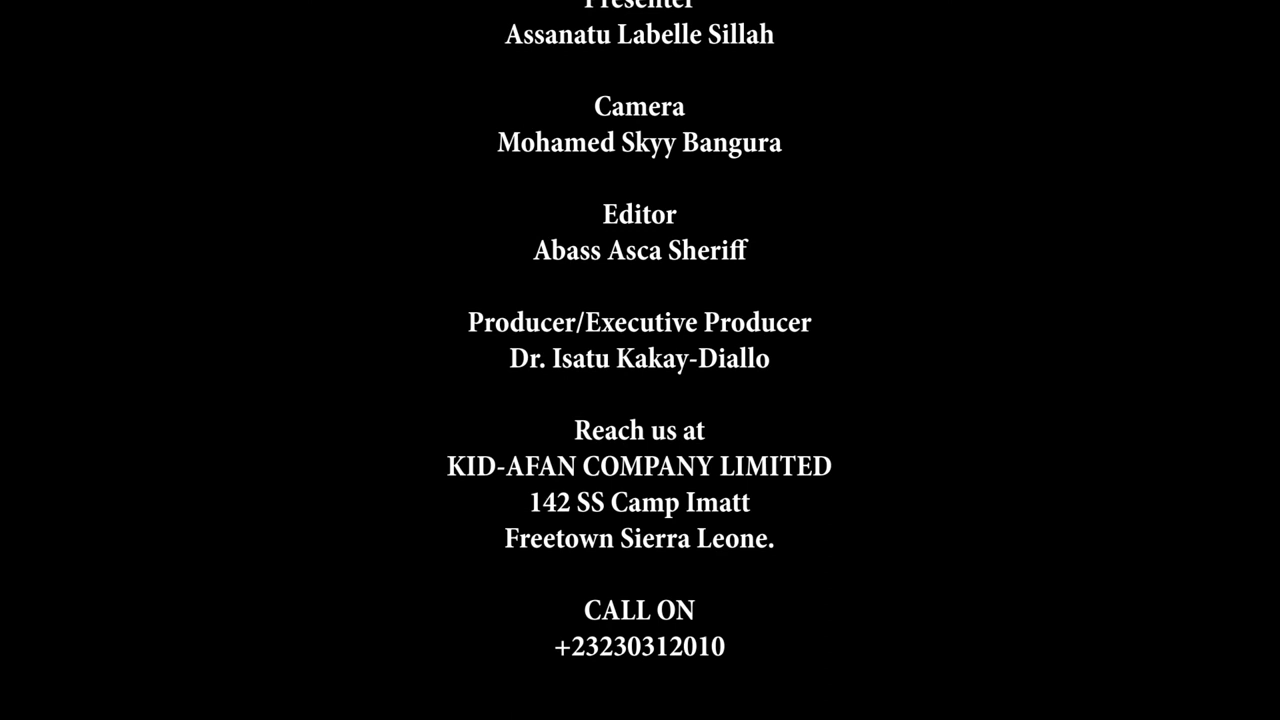 Presenter
Assanatu Labelle Sillah
Camera
Mohamed Skyy Bangura
Editor
Abass Asca Sheriff
Producer/Executive Producer
Dr. Isatu Kakay-Diallo
Reach us at
KID-AFAN COMPANY LIMITED
142 SS Camp Imatt
Freetown Sierra Leone.
CALL ON
+23230312010